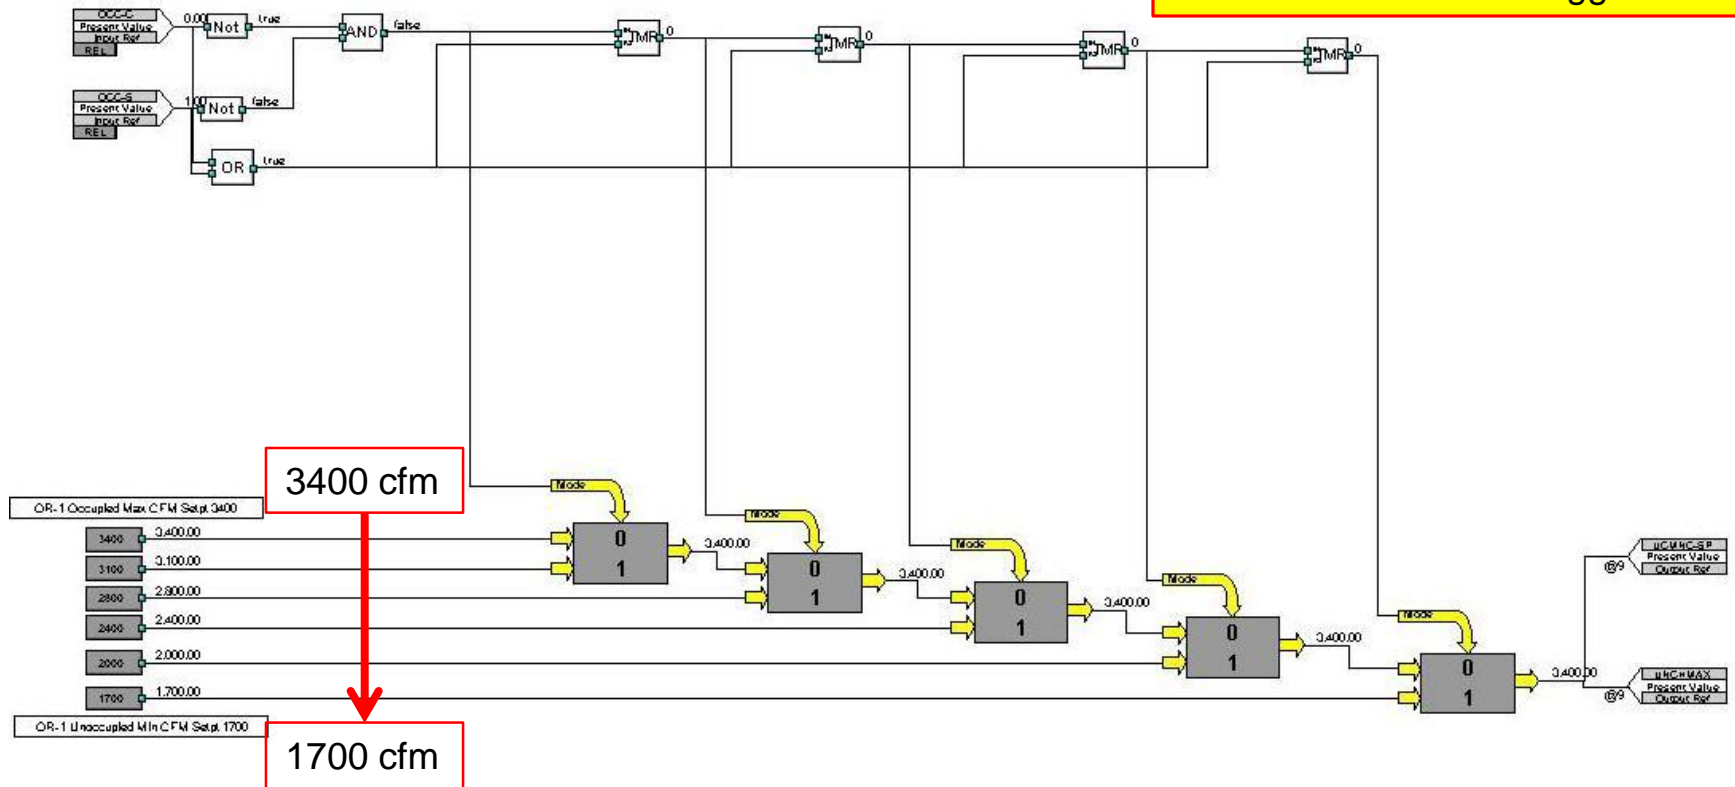 OCC-C
Present Value
Input Ref
REL
0.00
Not
true
AND
false
TMR
0
TMR
0
TMR
0
TMR
0
OCC-S
Present Value
Input Ref
REL
1.00
Not
false
OR
true
3400 cfm
OR-1 Occupied Max CFM Setpt 3400
3400
3,400.00
3100
3,100.00
2800
2,800.00
2400
2,400.00
2000
2,000.00
1700
1,700.00
OR-1 Unoccupied Min CFM Setpt 1700
1700 cfm
Mode
0
1
3,400.00
Mode
0
1
3,400.00
Mode
0
1
3,400.00
Mode
0
1
3,400.00
Mode
0
1
3,400.00
@9
Present Value
Output Ref
@9
Present Value
Output Ref